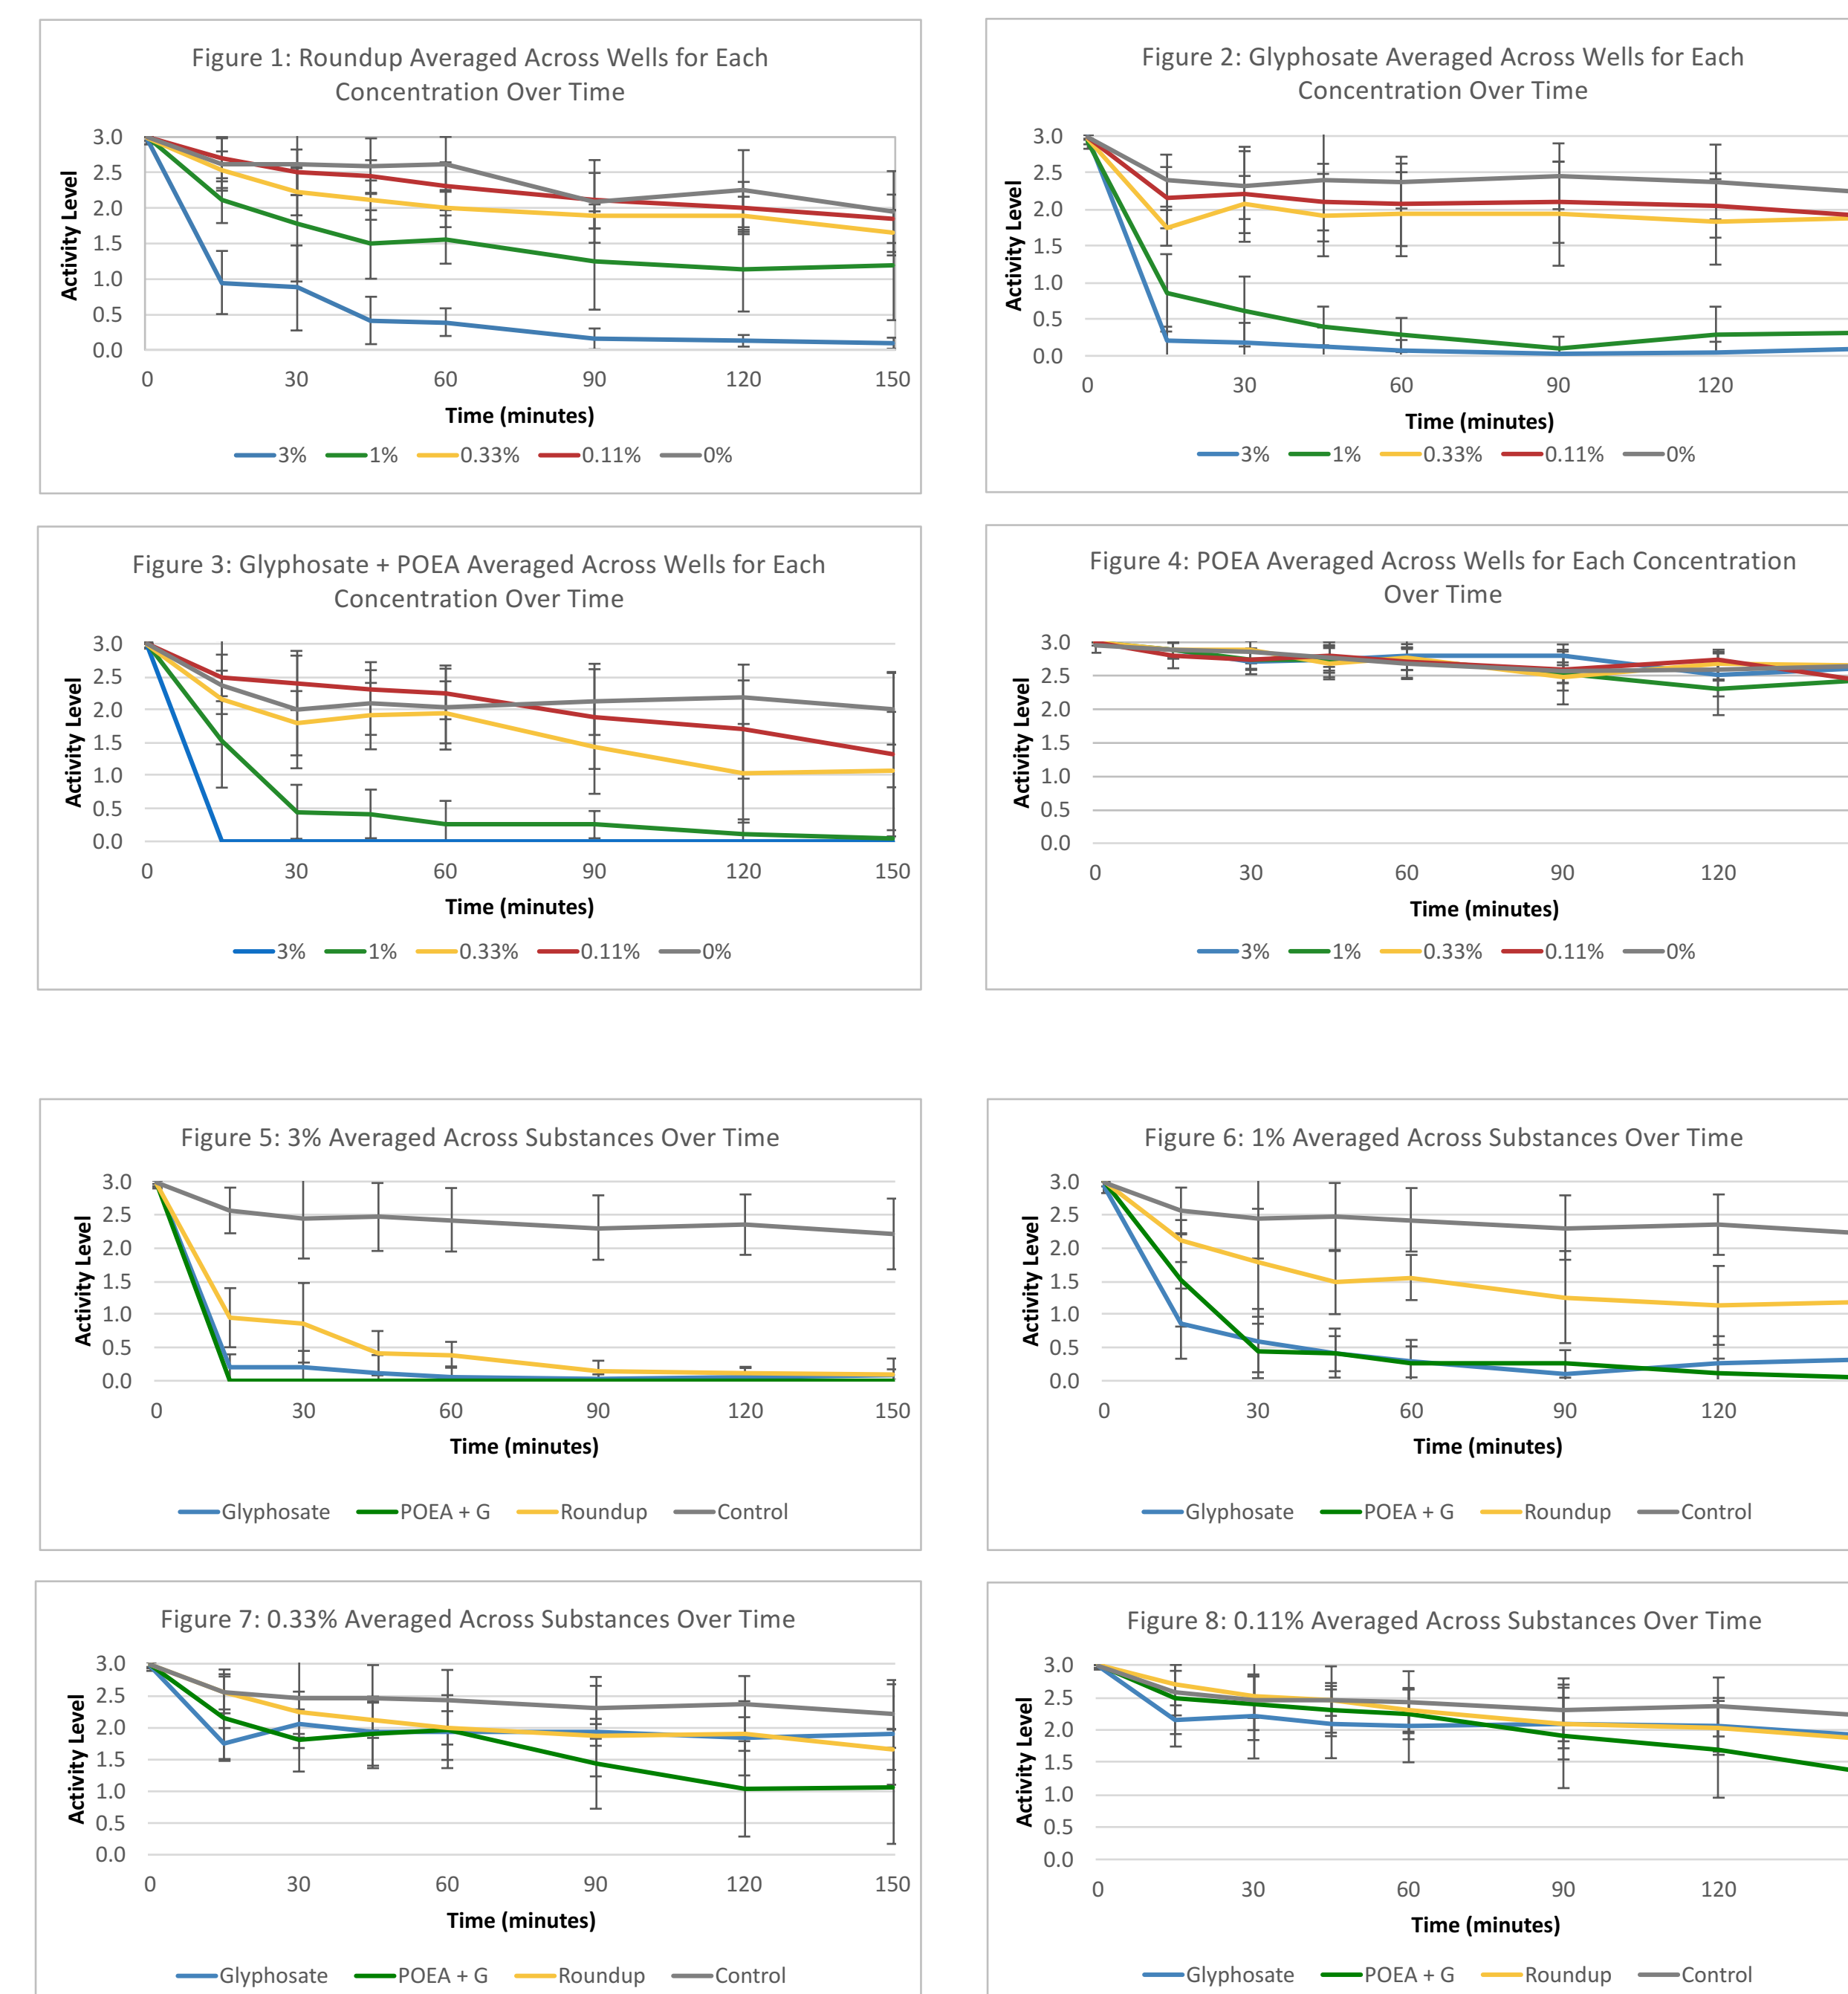 Figure 1: Roundup Averaged Across Wells for Each
Concentration Over Time
3.0
2.5
2.0
1.5
1.0
0.5
0.0
Activity Level
0 30 60 90 120 150
Time (minutes)
3% 1% 0.33% 0.11% 0%
Figure 2: Glyphosate Averaged Across Wells for Each
Concentration Over Time
3.0
2.5
2.0
1.5
1.0
0.5
0.0
Activity Level
0 30 60 90 120
Time (minutes)
3% 1% 0.33% 0.11% 0%
Figure 3: Glyphosate + POEA Averaged Across Wells for Each
Concentration Over Time
3.0
2.5
2.0
1.5
1.0
0.5
0.0
Activity Level
0 30 60 90 120 150
Time (minutes)
3% 1% 0.33% 0.11% 0%
Figure 4: POEA Averaged Across Wells for Each Concentration
Over Time
3.0
2.5
2.0
1.5
1.0
0.5
0.0
Activity Level
0 30 60 90 120
Time (minutes)
3% 1% 0.33% 0.11% 0%
Figure 5: 3% Averaged Across Substances Over Time
3.0
2.5
2.0
1.5
1.0
0.5
0.0
Activity Level
0 30 60 90 120 150
Time (minutes)
Glyphosate POEA + G Roundup Control
Figure 6: 1% Averaged Across Substances Over Time
3.0
2.5
2.0
1.5
1.0
0.5
0.0
Activity Level
0 30 60 90 120
Time (minutes)
Glyphosate POEA + G Roundup Control
Figure 7: 0.33% Averaged Across Substances Over Time
3.0
2.5
2.0
1.5
1.0
0.5
0.0
Activity Level
0 30 60 90 120 150
Time (minutes)
Glyphosate POEA + G Roundup Control
Figure 8: 0.11% Averaged Across Substances Over Time
3.0
2.5
2.0
1.5
1.0
0.5
0.0
Activity Level
0 30 60 90 120
Time (minutes)
Glyphosate POEA + G Roundup Control